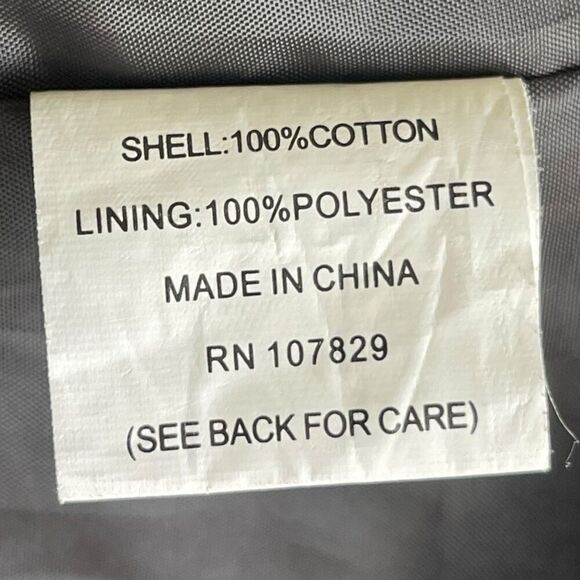 SHELL:100%COTTON
LINING:100%POLYESTER
MADE IN CHINA
RN 107829
(SEE BACK FOR CARE)